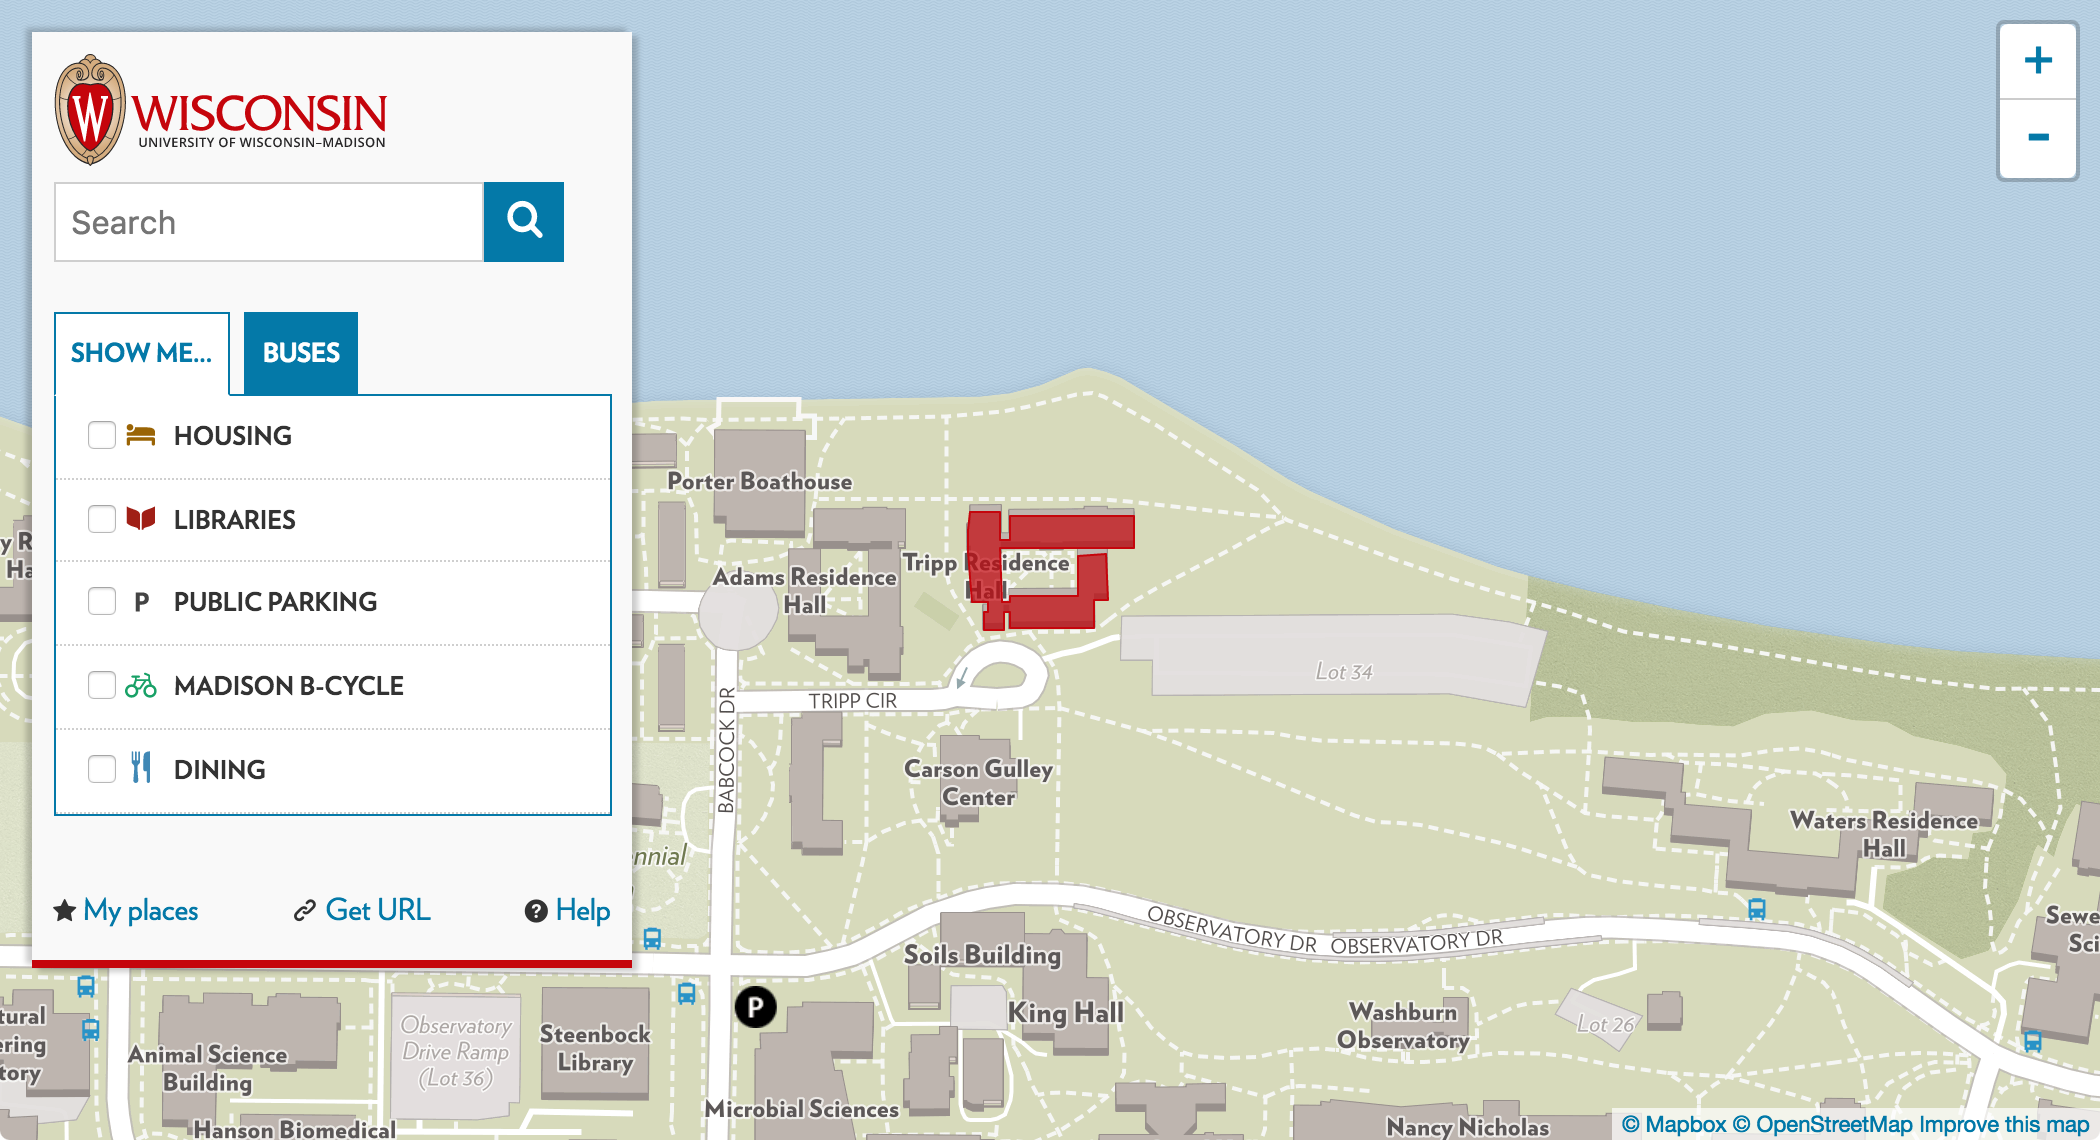 W
WISCONSIN
UNIVERSITY OF WISCONSIN–MADISON
Search
SHOW ME...
BUSES
HOUSING
LIBRARIES
P PUBLIC PARKING
MADISON B-CYCLE
DINING
My places
Get URL
? Help
+
-
Porter Boathouse
Adams Residence
Hall
Tripp Residence
Hall
Lot 34
TRIPP CIR
BABCOCK DR
Carson Gulley
Center
Waters Residence
Hall
OBSERVATORY DR
OBSERVATORY DR
Soils Building
King Hall
P
Washburn
Observatory
Lot 26
Observatory
Drive Ramp
(Lot 36)
Steenbock
Library
Animal Science
Building
Hanson Biomedical
Microbial Sciences
Nancy Nicholas
y R
Ha
nnial
tural
ering
tory
Sewe
Sci
© Mapbox © OpenStreetMap Improve this map